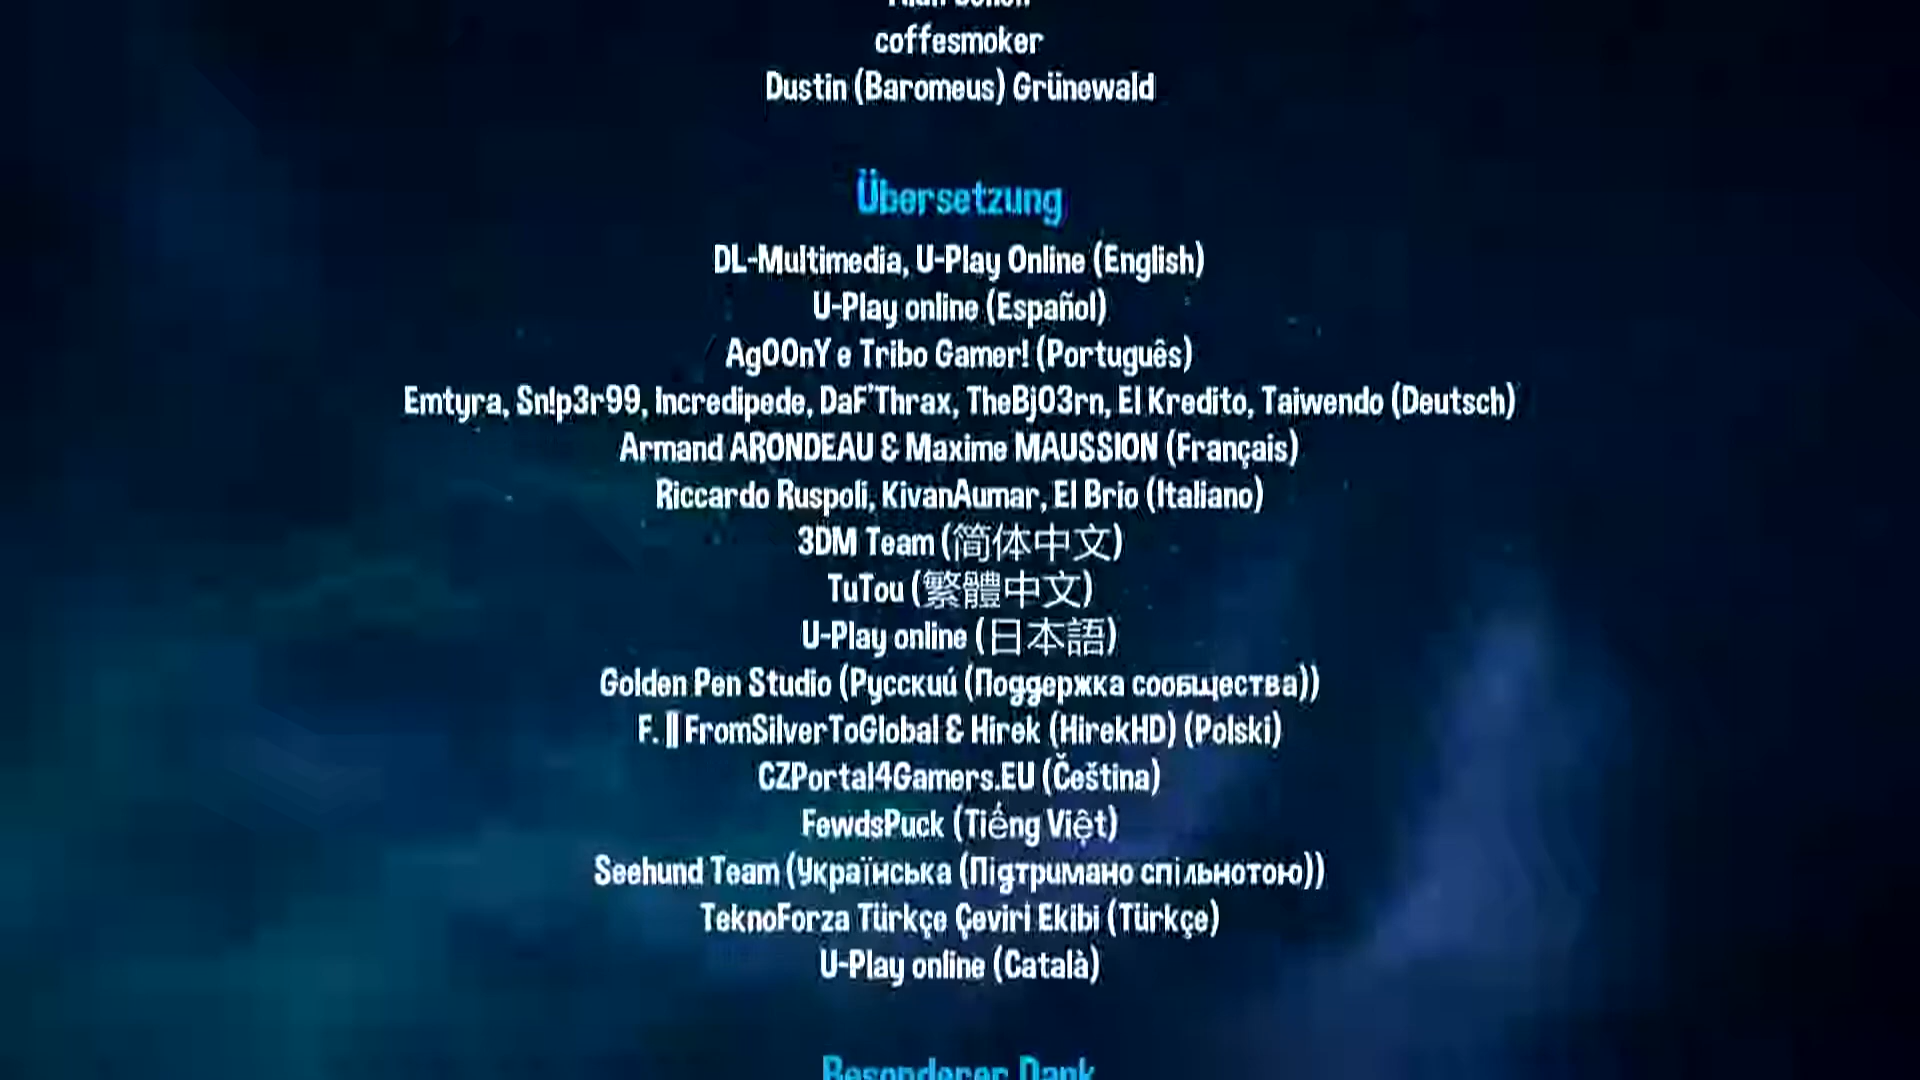 coffesmoker
Dustin (Baromeus) Grünewald
Übersetzung
DL-Multimedia, U-Play Online (English)
U-Play online (Español)
AgOOnY e Tribo Gamer! (Português)
Emtyra, Sn!p3r99, Incredipede, DaF'Thrax, TheBjO3rn, El Kredito, Taiwendo (Deutsch)
Armand ARONDEAU & Maxime MAUSSION (Français)
Riccardo Ruspoli, KivanAumar, El Brio (Italiano)
3DM Team (简体中文)
TuTou (繁體中文)
U-Play online (日本語)
Golden Pen Studio (Русский (Поддержка сообщества))
F. || FromSilverToGlobal & Hirek (HirekHD) (Polski)
CZPortal4Gamers.EU (Čeština)
FewdsPuck (Tiếng Việt)
Seehund Team (Українська (Підтримано спільнотою))
TeknoForza Türkçe Çeviri Ekibi (Türkçe)
U-Play online (Català)
Besonderer Dank